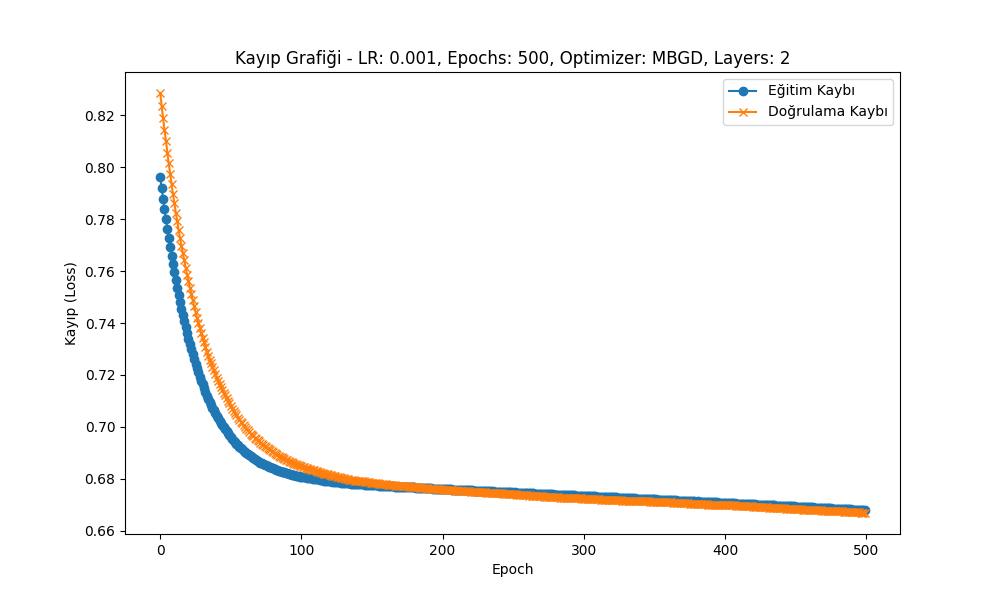 Kayıp Grafiği - LR: 0.001, Epochs: 500, Optimizer: MBGD, Layers: 2
Eğitim Kaybı
Doğrulama Kaybı
Kayıp (Loss)
0.82
0.80
0.78
0.76
0.74
0.72
0.70
0.68
0.66
0 100 200 300 400 500
Epoch